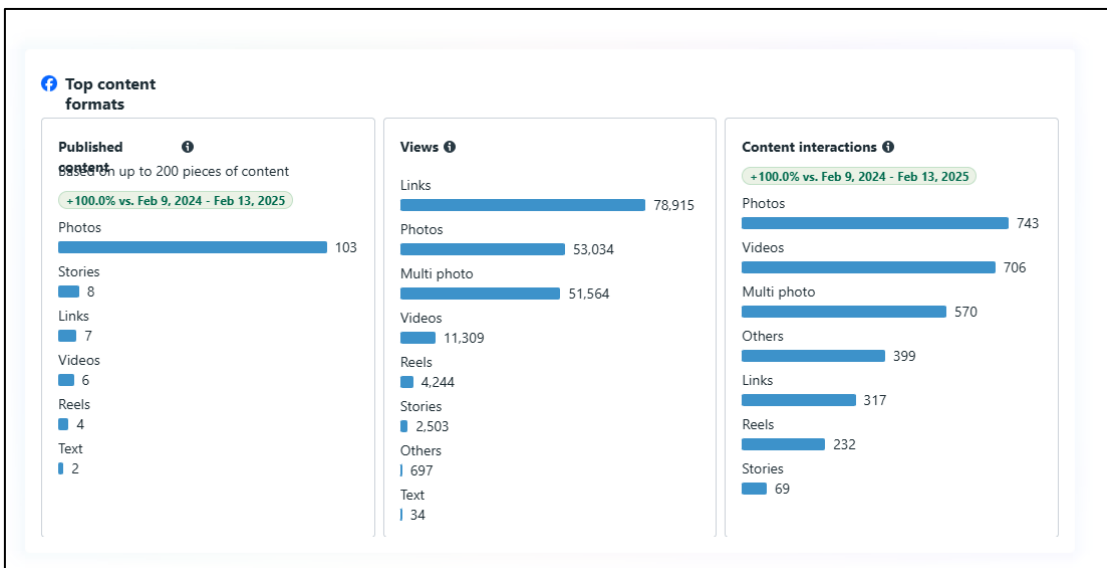 Top content
formats
Published
content
Based on up to 200 pieces of content
+100.0% vs. Feb 9, 2024 - Feb 13, 2025
Photos
103
Stories
8
Links
7
Videos
6
Reels
4
Text
2
Views
Links
78,915
Photos
53,034
Multi photo
51,564
Videos
11,309
Reels
4,244
Stories
2,503
Others
697
Text
34
Content interactions
+100.0% vs. Feb 9, 2024 - Feb 13, 2025
Photos
743
Videos
706
Multi photo
570
Others
399
Links
317
Reels
232
Stories
69